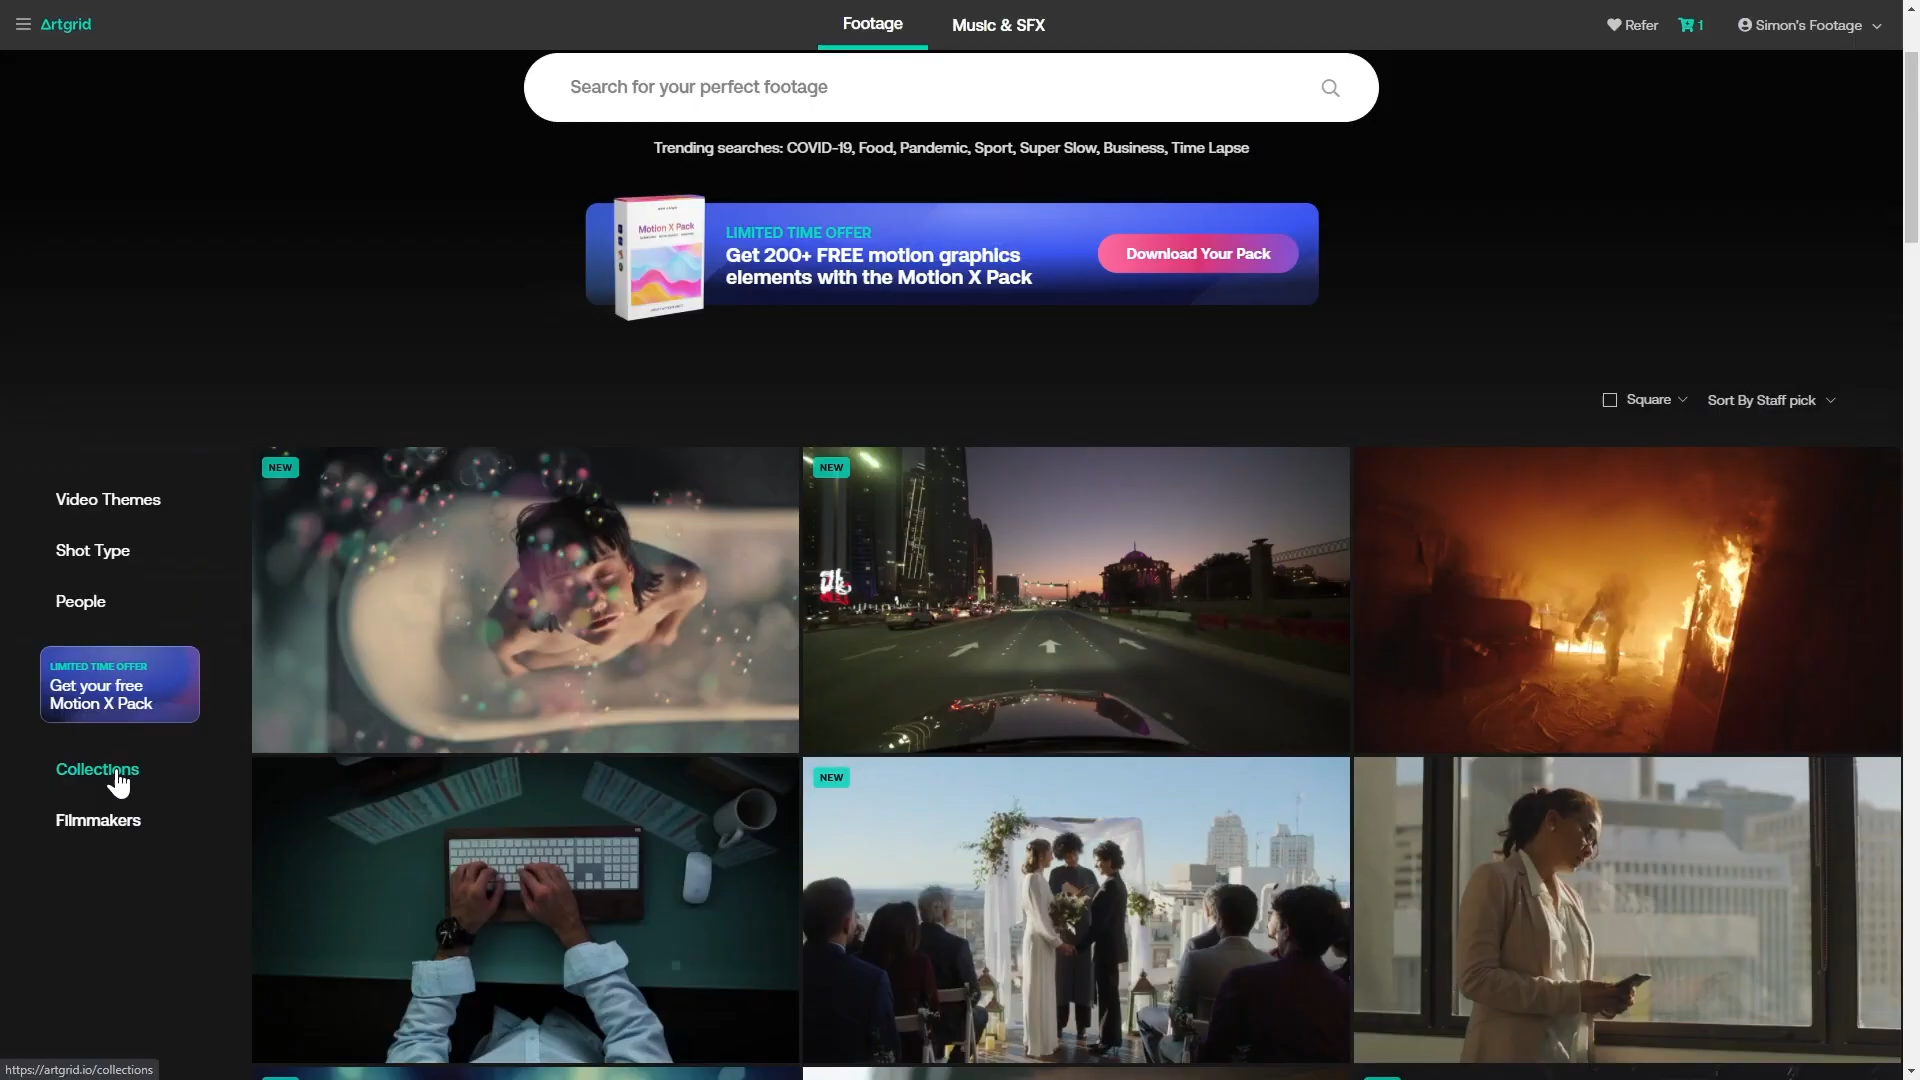 Artgrid
Footage
Music & SFX
Refer
1
Simon's Footage
Search for your perfect footage
Trending searches: COVID-19, Food, Pandemic, Sport, Super Slow, Business, Time Lapse
Motion X Pack
LIMITED TIME OFFER
Get 200+ FREE motion graphics
elements with the Motion X Pack
Download Your Pack
Square
Sort By Staff pick
NEW
NEW
Video Themes
Shot Type
People
LIMITED TIME OFFER
Get your free
Motion X Pack
Collections
Filmmakers
NEW
https://artgrid.io/collections